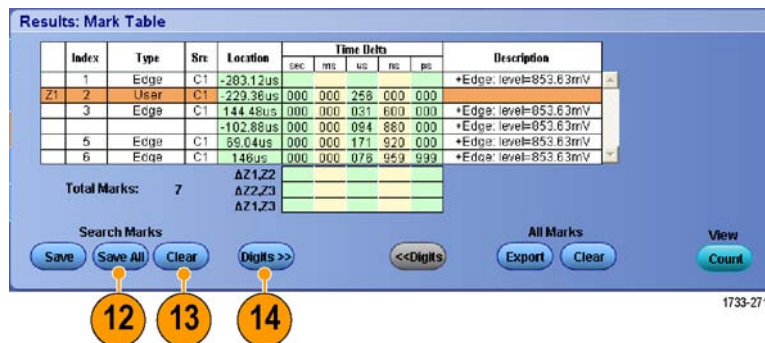 Results: Mark Table
Index Type Src Location Time Delta Description
sec ms us ns ps
1 Edge C1 -283.12us +Edge: level=853.63mV
Z1 2 User C1 -229.36us 000 000 256 000 000
3 Edge C1 144.48us 000 000 031 600 000 +Edge: level=853.63mV
-102.88us 000 000 094 880 000 +Edge: level=853.63mV
5 Edge C1 69.04us 000 000 171 920 000 +Edge: level=853.63mV
6 Edge C1 146us 000 000 076 959 999 +Edge: level=853.63mV
Total Marks: 7
ΔZ1,Z2
ΔZ2,Z3
ΔZ1,Z3
Search Marks All Marks View
Save Save All Clear Digits >> <<Digits Export Clear Count
12 13 14
1733-271